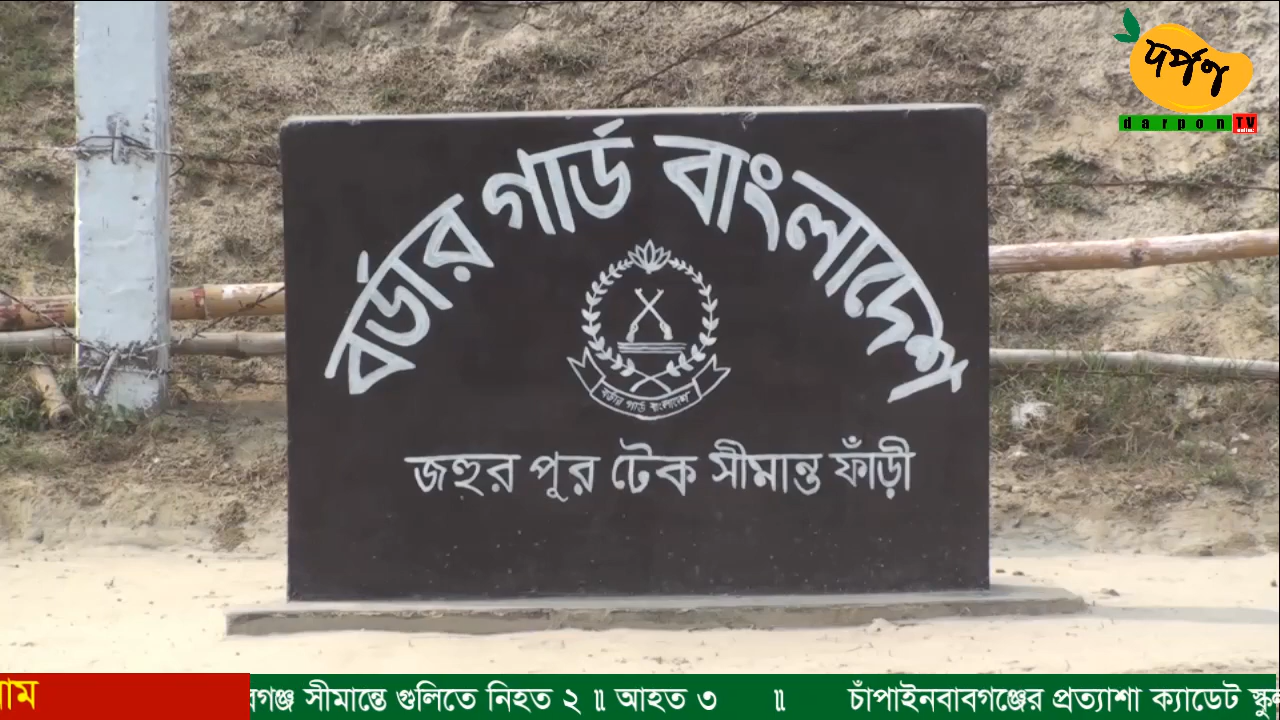 দর্পণ
darpon TV
বর্ডার গার্ড বাংলাদেশ
বর্ডার গার্ড বাংলাদেশ
জহুর পূর টেক সীমান্ত ফাঁড়ী
গঞ্জ সীমান্তে গুলিতে নিহত ২ ॥ আহত ৩ ॥ চাঁপাইনবাবগঞ্জের প্রত্যাশা ক্যাডেট